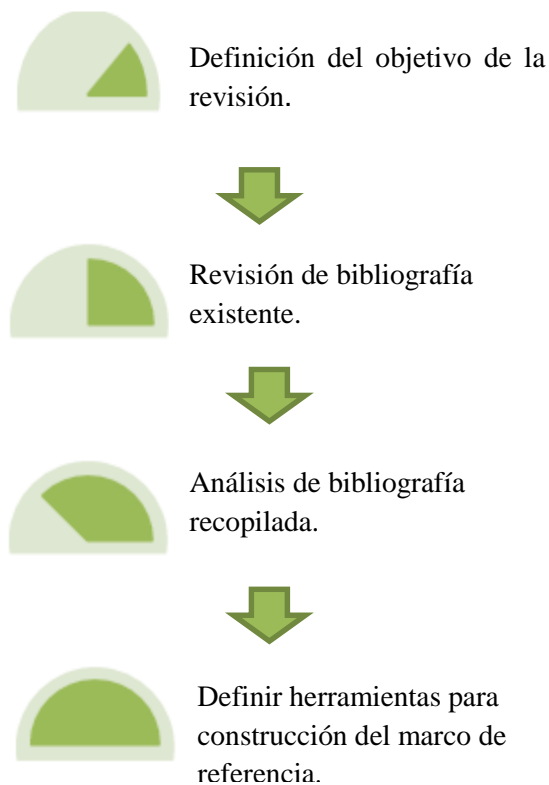 Definición del objetivo de la
revisión.
Revisión de bibliografía
existente.
Análisis de bibliografía
recopilada.
Definir herramientas para
construcción del marco de
referencia.